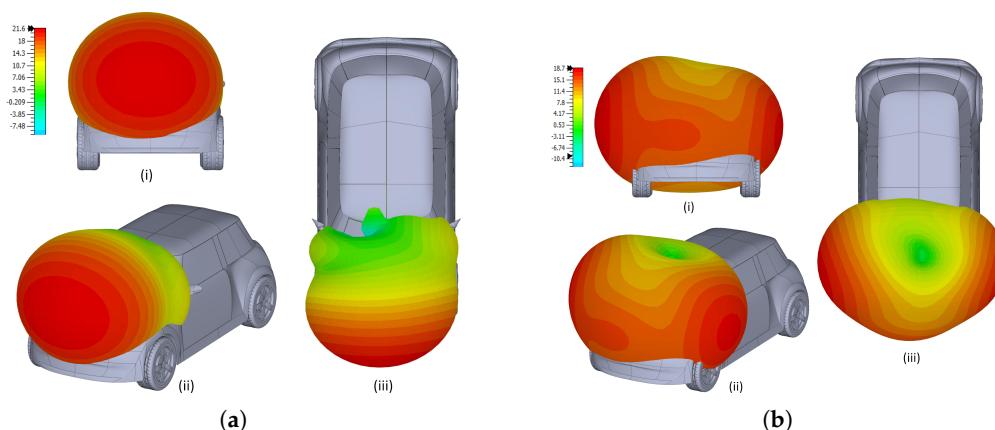 21.6
18
14.3
10.7
7.06
3.43
-0.209
-3.85
-7.48
(i)
(ii)
(iii)
(a)
18.7
15.4
11.4
7.8
4.17
0.53
-3.11
-6.74
-10.4
(i)
(ii)
(iii)
(b)